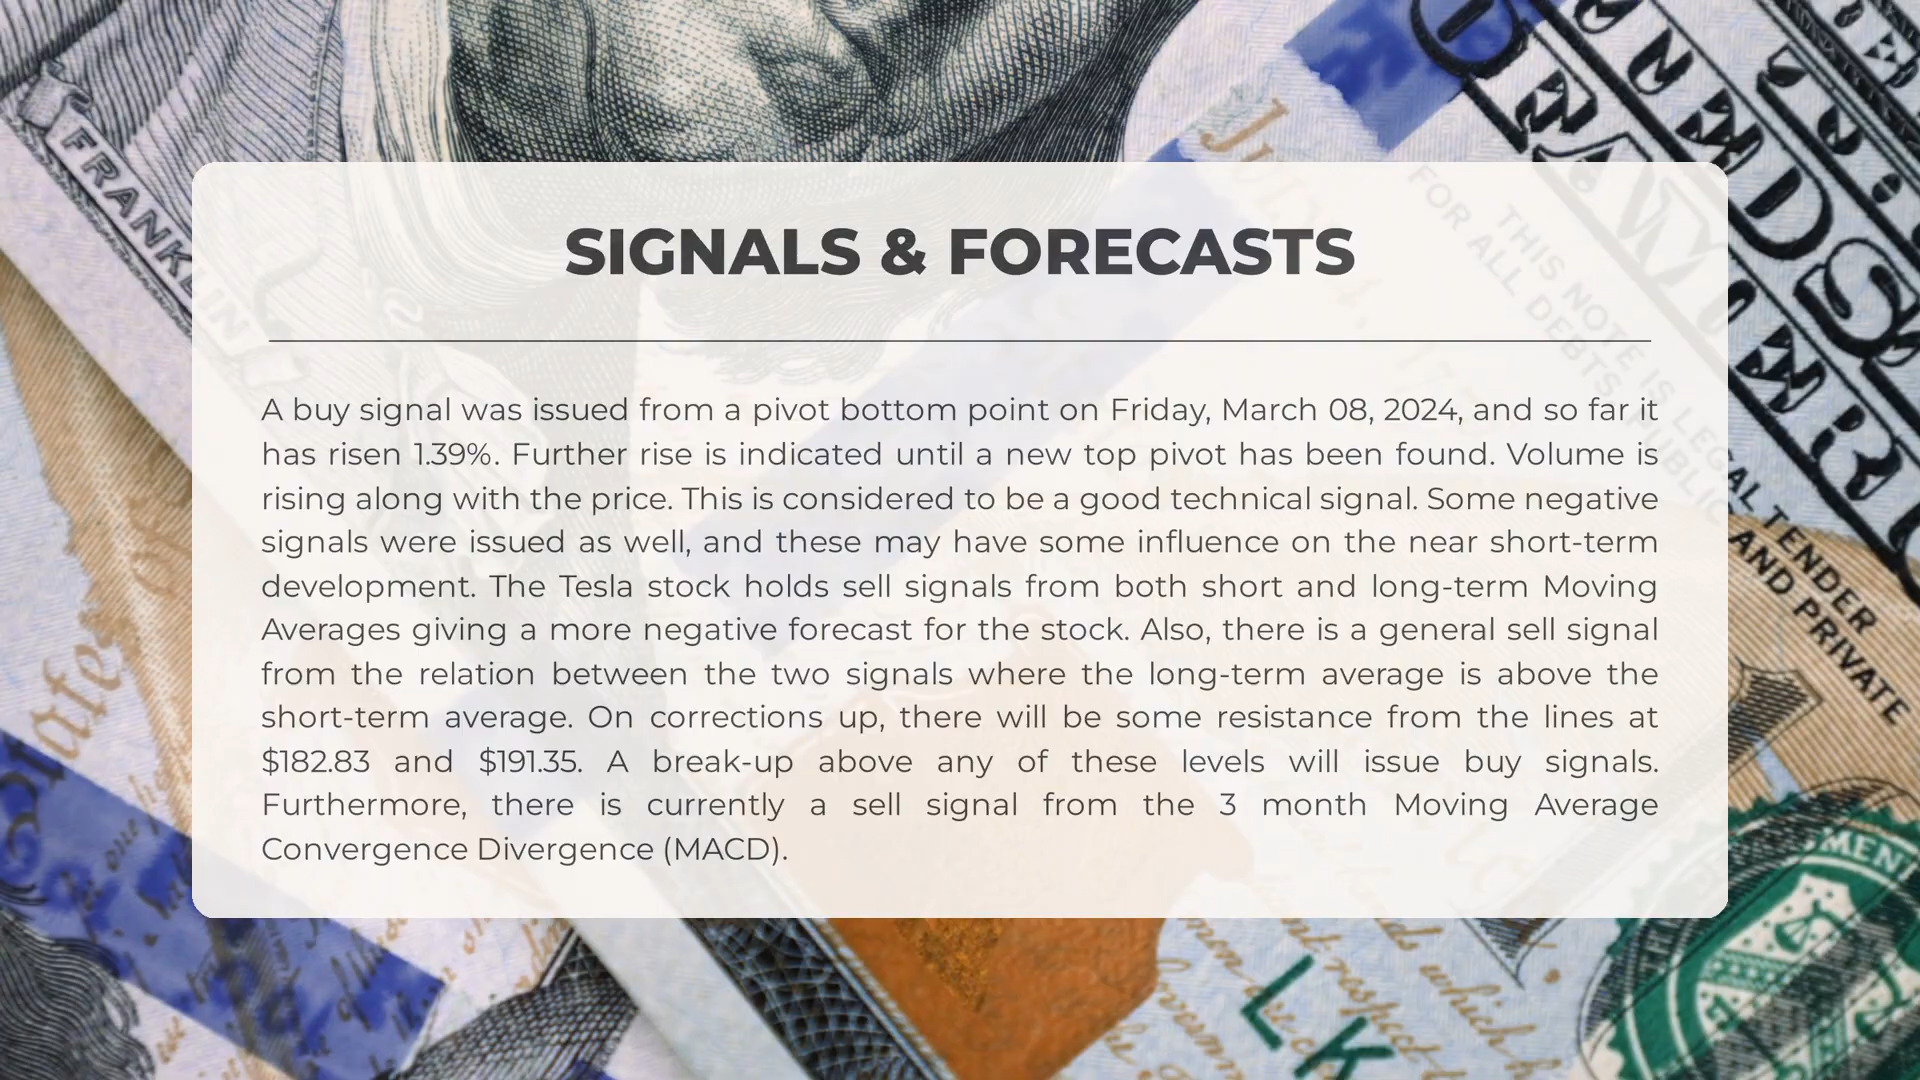 SIGNALS & FORECASTS
A buy signal was issued from a pivot bottom point on Friday, March 08, 2024, and so far it
has risen 1.39%. Further rise is indicated until a new top pivot has been found. Volume is
rising along with the price. This is considered to be a good technical signal. Some negative
signals were issued as well, and these may have some influence on the near short-term
development. The Tesla stock holds sell signals from both short and long-term Moving
Averages giving a more negative forecast for the stock. Also, there is a general sell signal
from the relation between the two signals where the long-term average is above the
short-term average. On corrections up, there will be some resistance from the lines at
$182.83 and $191.35. A break-up above any of these levels will issue buy signals.
Furthermore, there is currently a sell signal from the 3 month Moving Average
Convergence Divergence (MACD).
FRANKLIN
THIS NOTE IS LEGAL TENDER
FOR ALL DEBTS, PUBLIC AND PRIVATE
L K